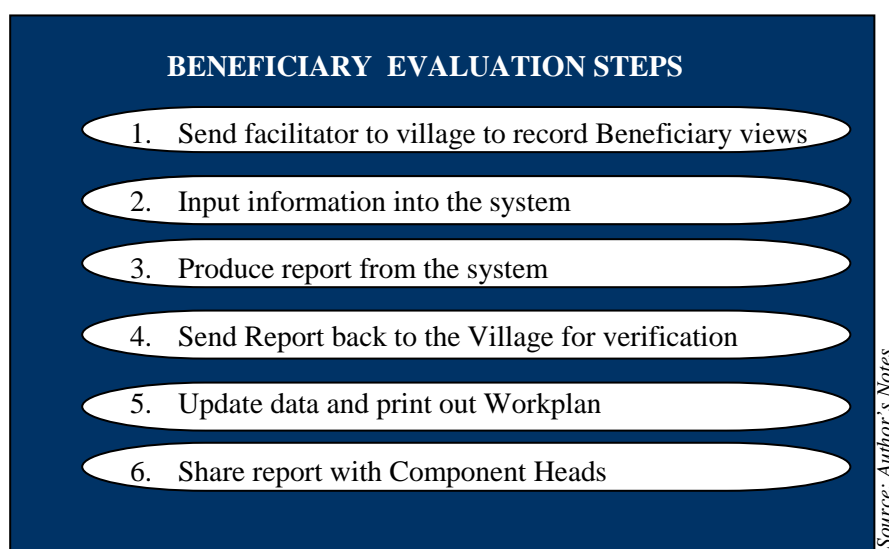 BENEFICIARY EVALUATION STEPS
1. Send facilitator to village to record Beneficiary views
2. Input information into the system
3. Produce report from the system
4. Send Report back to the Village for verification
5. Update data and print out Workplan
6. Share report with Component Heads
Source: Author's Notes